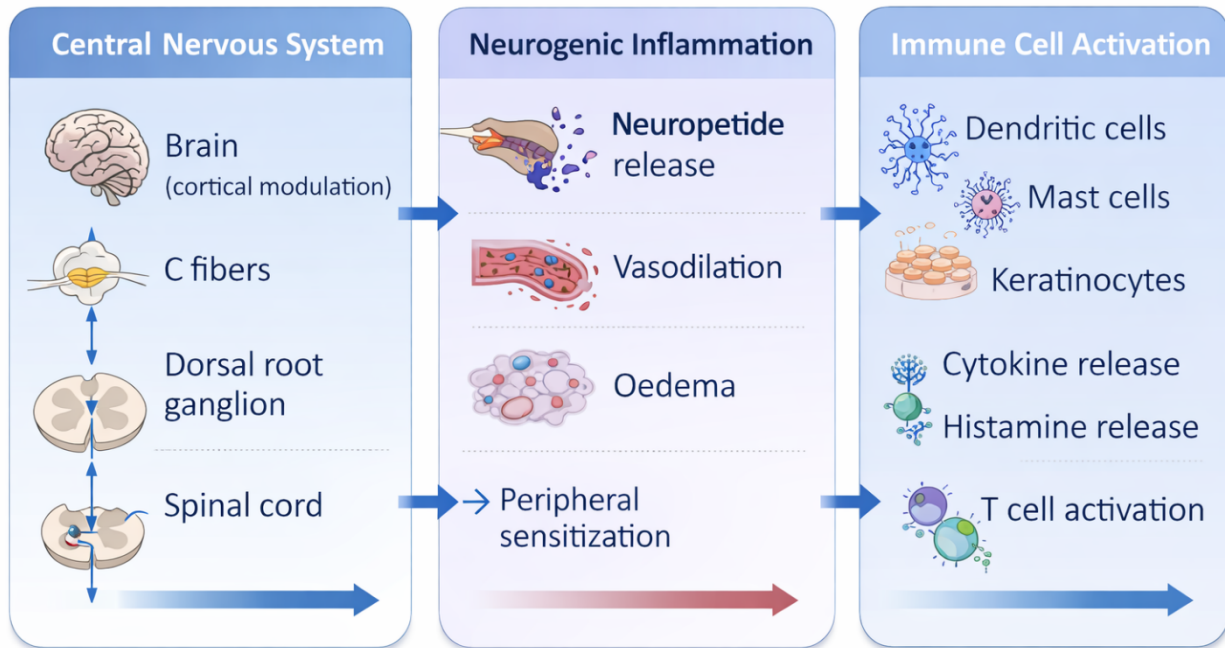 Central Nervous System
Brain
(cortical modulation)
C fibers
Dorsal root
ganglion
Spinal cord
Neurogenic Inflammation
Neuropetide
release
Vasodilation
Oedema
→ Peripheral
sensitization
Immune Cell Activation
Dendritic cells
Mast cells
Keratinocytes
Cytokine release
Histamine release
T cell activation